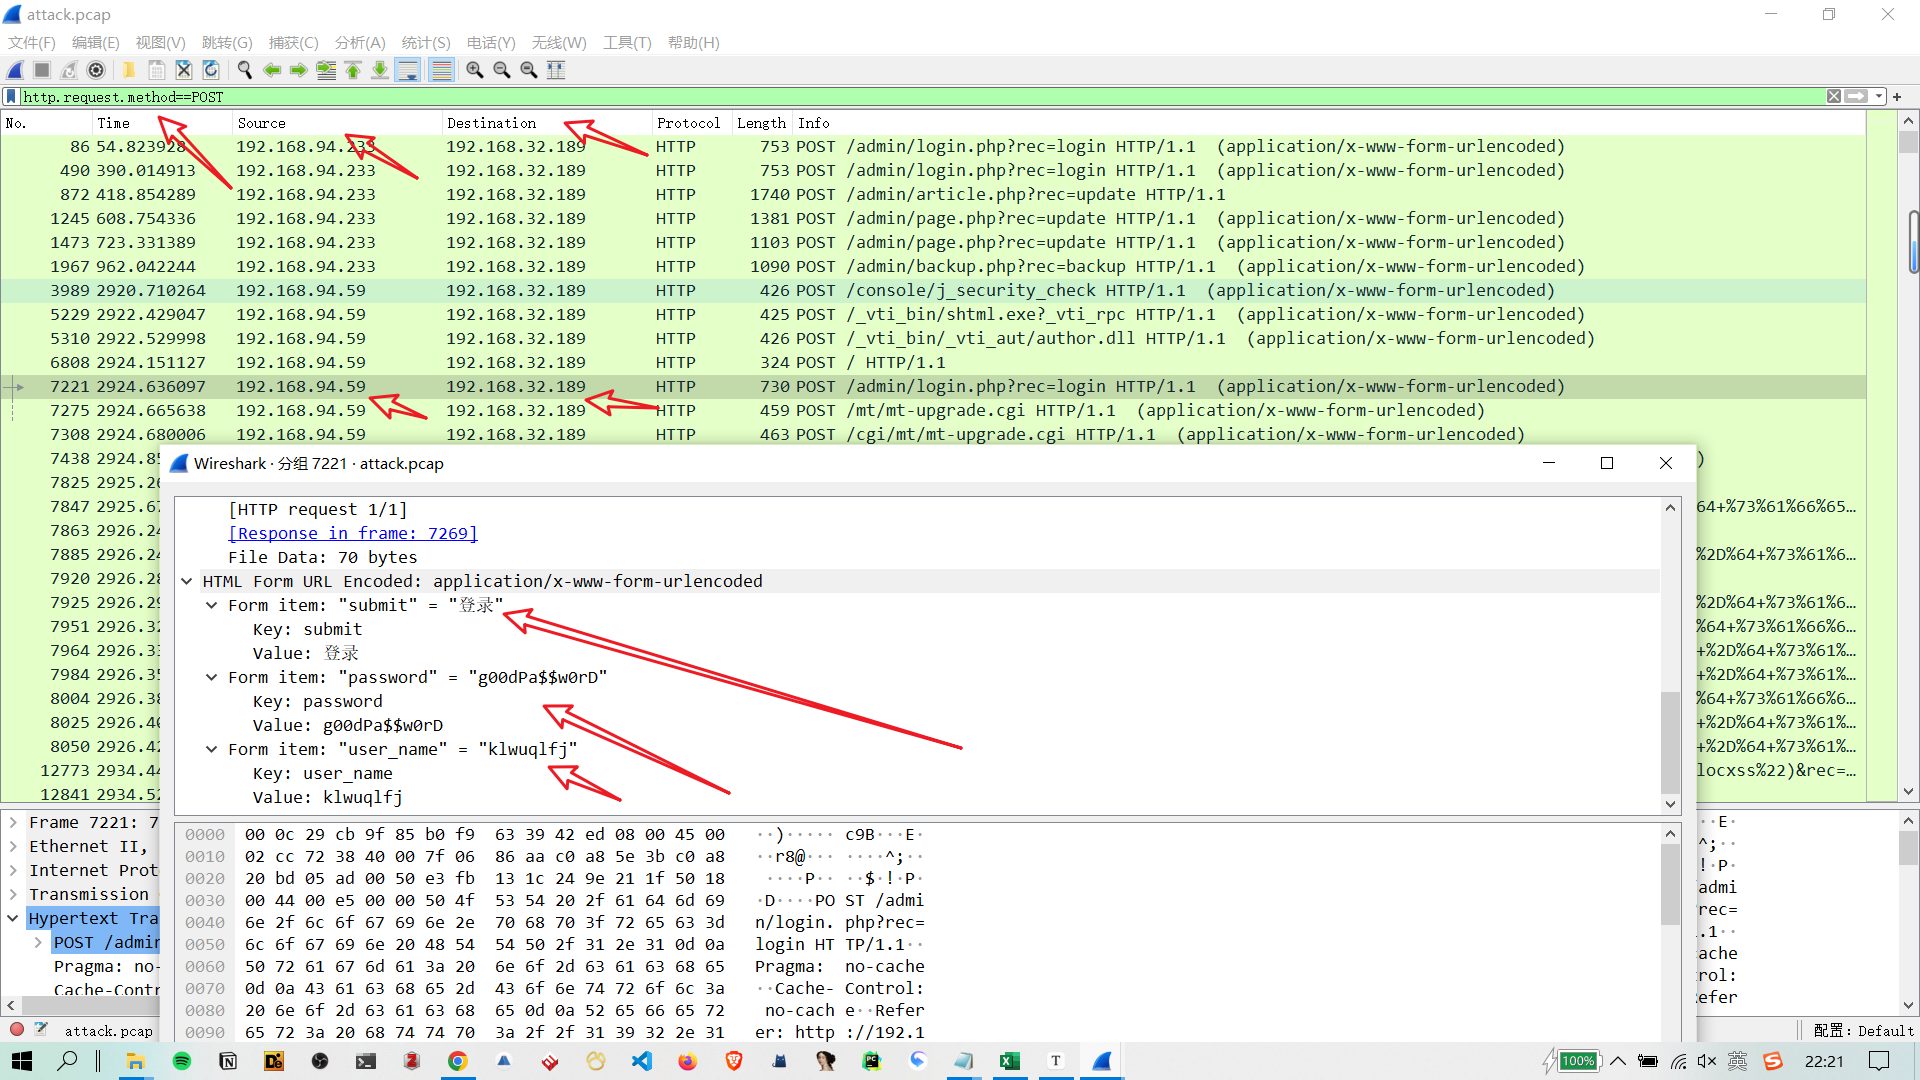 attack.pcap
文件(F) 编辑(E) 视图(V) 跳转(G) 捕获(C) 分析(A) 统计(S) 电话(Y) 无线(W) 工具(T) 帮助(H)
http.request.method==POST
No. Time Source Destination Protocol Length Info
86 54.823928 192.168.94.233 192.168.32.189 HTTP 753 POST /admin/login.php?rec=login HTTP/1.1 (application/x-www-form-urlencoded)
490 390.014913 192.168.94.233 192.168.32.189 HTTP 753 POST /admin/login.php?rec=login HTTP/1.1 (application/x-www-form-urlencoded)
872 418.854289 192.168.94.233 192.168.32.189 HTTP 1740 POST /admin/article.php?rec=update HTTP/1.1
1245 608.754336 192.168.94.233 192.168.32.189 HTTP 1381 POST /admin/page.php?rec=update HTTP/1.1 (application/x-www-form-urlencoded)
1473 723.331389 192.168.94.233 192.168.32.189 HTTP 1103 POST /admin/page.php?rec=update HTTP/1.1 (application/x-www-form-urlencoded)
1967 962.042244 192.168.94.233 192.168.32.189 HTTP 1090 POST /admin/backup.php?rec=backup HTTP/1.1 (application/x-www-form-urlencoded)
3989 2920.710264 192.168.94.59 192.168.32.189 HTTP 426 POST /console/j_security_check HTTP/1.1 (application/x-www-form-urlencoded)
5229 2922.429047 192.168.94.59 192.168.32.189 HTTP 425 POST /_vti_bin/shtml.exe?_vti_rpc HTTP/1.1 (application/x-www-form-urlencoded)
5310 2922.529998 192.168.94.59 192.168.32.189 HTTP 426 POST /_vti_bin/_vti_aut/author.dll HTTP/1.1 (application/x-www-form-urlencoded)
6808 2924.151127 192.168.94.59 192.168.32.189 HTTP 324 POST / HTTP/1.1
7221 2924.636097 192.168.94.59 192.168.32.189 HTTP 730 POST /admin/login.php?rec=login HTTP/1.1 (application/x-www-form-urlencoded)
7275 2924.665638 192.168.94.59 192.168.32.189 HTTP 459 POST /mt/mt-upgrade.cgi HTTP/1.1 (application/x-www-form-urlencoded)
7308 2924.680006 192.168.94.59 192.168.32.189 HTTP 463 POST /cgi/mt/mt-upgrade.cgi HTTP/1.1 (application/x-www-form-urlencoded)
7438 2924.85 )
7825 2925.26
7847 2925.67 64+%73%61%66%65…
7863 2926.24
7885 2926.24 %2D%64+%73%61%6…
7920 2926.28
7925 2926.29 %2D%64+%73%61%6…
7951 2926.32 %64+%73%61%66%6…
7964 2926.33 +%2D%64+%73%61%…
7984 2926.35 +%2D%64+%73%61%…
8004 2926.38 %64+%73%61%66%6…
8025 2926.40 +%2D%64+%73%61%…
8050 2926.42 +%2D%64+%73%61%…
12773 2934.44 locxss%22)&rec=…
12841 2934.52
Wireshark · 分组 7221 · attack.pcap
[HTTP request 1/1]
[Response in frame: 7269]
File Data: 70 bytes
HTML Form URL Encoded: application/x-www-form-urlencoded
Form item: "submit" = "登录"
Key: submit
Value: 登录
Form item: "password" = "g00dPa$$w0rD"
Key: password
Value: g00dPa$$w0rD
Form item: "user_name" = "klwuqlfj"
Key: user_name
Value: klwuqlfj
0000 00 0c 29 cb 9f 85 b0 f9 63 39 42 ed 08 00 45 00 ··)····· c9B···E·
0010 02 cc 72 38 40 00 7f 06 86 aa c0 a8 5e 3b c0 a8 ··r8@··· ····^;··
0020 20 bd 05 ad 00 50 e3 fb 13 1c 24 9e 21 1f 50 18 ····P·· ··$·!·P·
0030 00 44 00 e5 00 00 50 4f 53 54 20 2f 61 64 6d 69 ·D····PO ST /admi
0040 6e 2f 6c 6f 67 69 6e 2e 70 68 70 3f 72 65 63 3d n/login. php?rec=
0050 6c 6f 67 69 6e 20 48 54 54 50 2f 31 2e 31 0d 0a login HT TP/1.1··
0060 50 72 61 67 6d 61 3a 20 6e 6f 2d 63 61 63 68 65 Pragma: no-cache
0070 0d 0a 43 61 63 68 65 2d 43 6f 6e 74 72 6f 6c 3a ··Cache- Control:
0080 20 6e 6f 2d 63 61 63 68 65 0d 0a 52 65 66 65 72 no-cach e··Refer
0090 65 72 3a 20 68 74 74 70 3a 2f 2f 31 39 32 2e 31 er: http ://192.1
Frame 7221: 7
Ethernet II,
Internet Prot
Transmission
Hypertext Tra
POST /admin
Pragma: no-
Cache-Contr
··E·
^;··
!·P·
admi
rec=
.1··
ache
rol:
efer
attack.pcap
配置: Default
100%
英
22:21